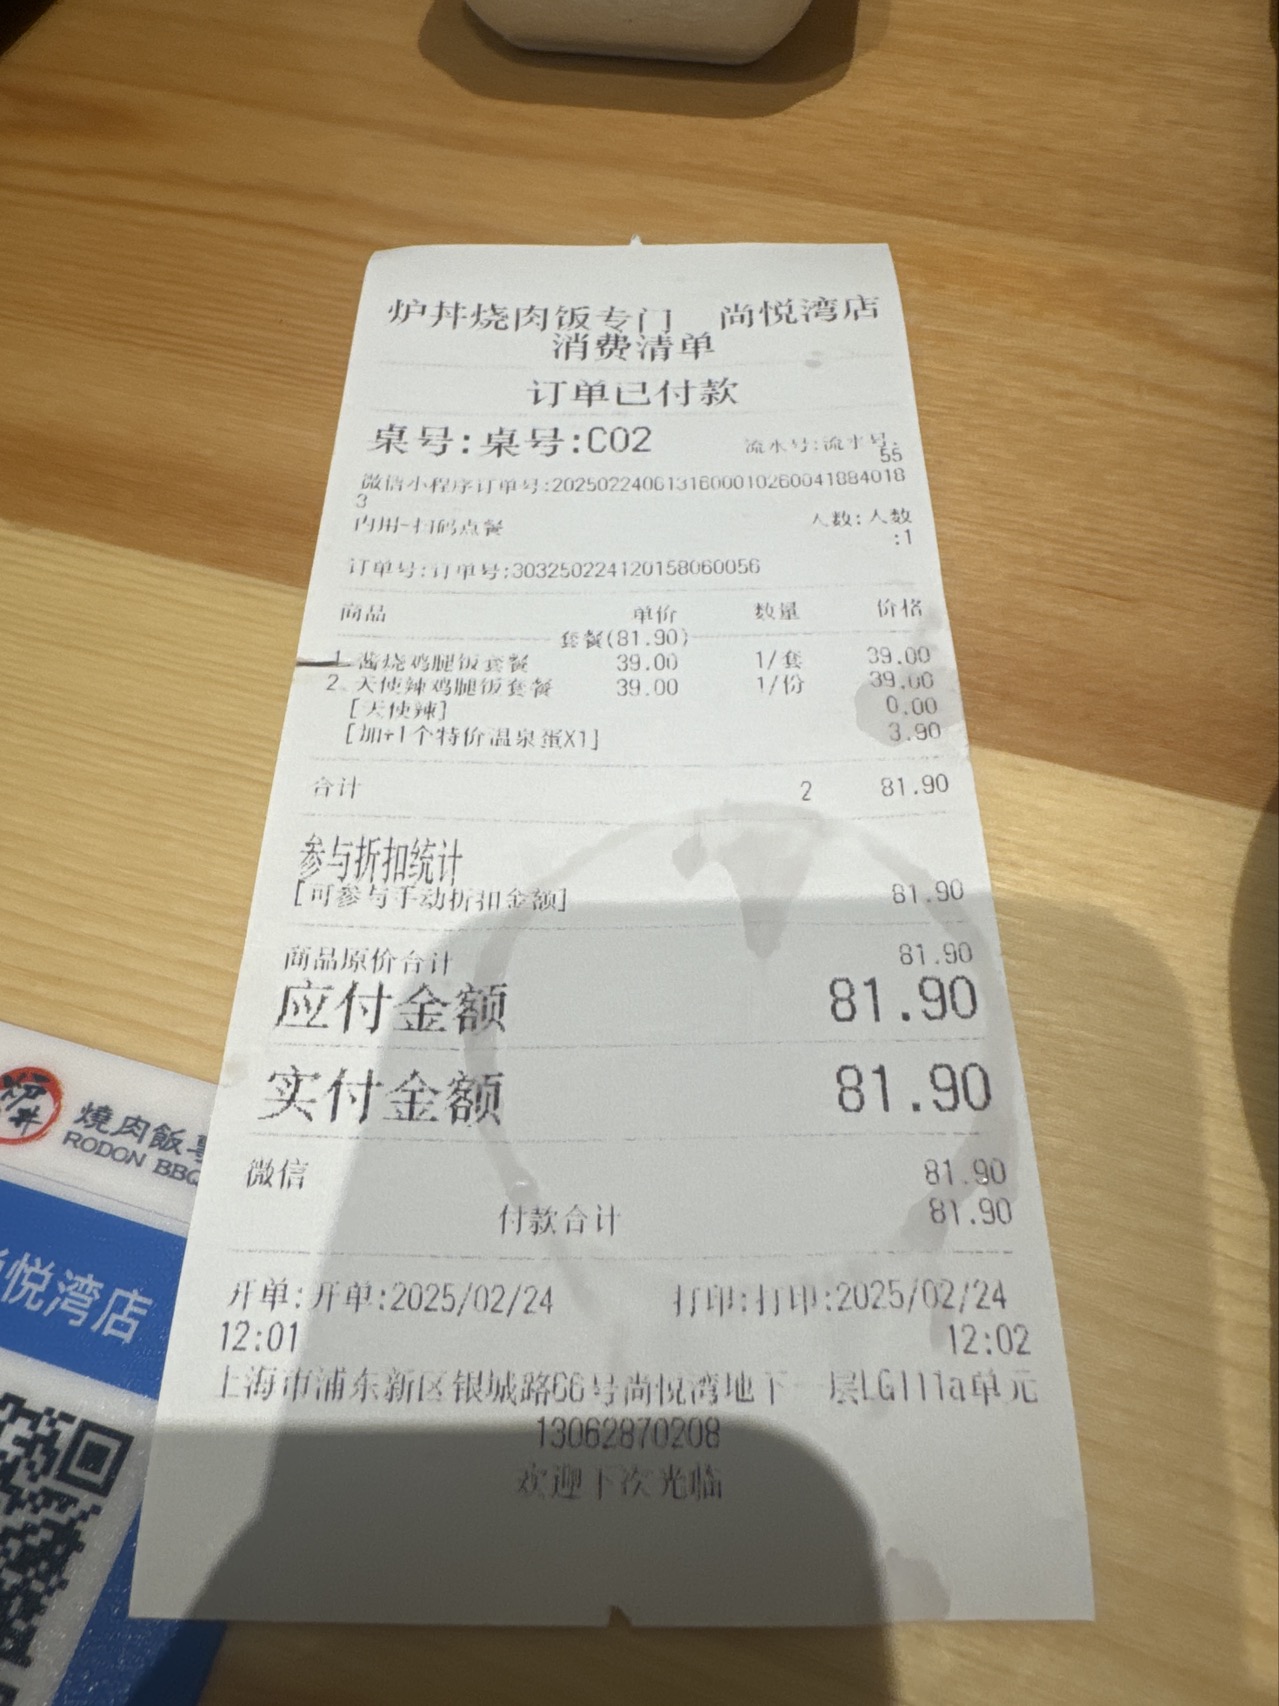 炉丼烧肉饭专门 尚悦湾店
消费清单
订单已付款
桌号:桌号:C02 流水号:流水号:
55
微信小程序订单号:2025022406131600010260041884018
3
内用-扫码点餐 人数:人数
:1
订单号:订单号:303250224120158060056
商品 单价 数量 价格
套餐(81.90)
1 酱烧鸡腿饭套餐 39.00 1/套 39.00
2 天使辣鸡腿饭套餐 39.00 1/份 39.00
[天使辣] 0.00
[加+1个特价温泉蛋X1] 3.90
合计 2 81.90
参与折扣统计
[可参与手动折扣金额] 81.90
商品原价合计 81.90
应付金额 81.90
实付金额 81.90
微信 81.90
付款合计 81.90
开单:开单:2025/02/24 打印:打印:2025/02/24
12:01 12:02
上海市浦东新区银城路66号尚悦湾地下一层LG111a单元
13062870208
欢迎下次光临
炉丼
燒肉飯專
RODON BBQ
尚悦湾店